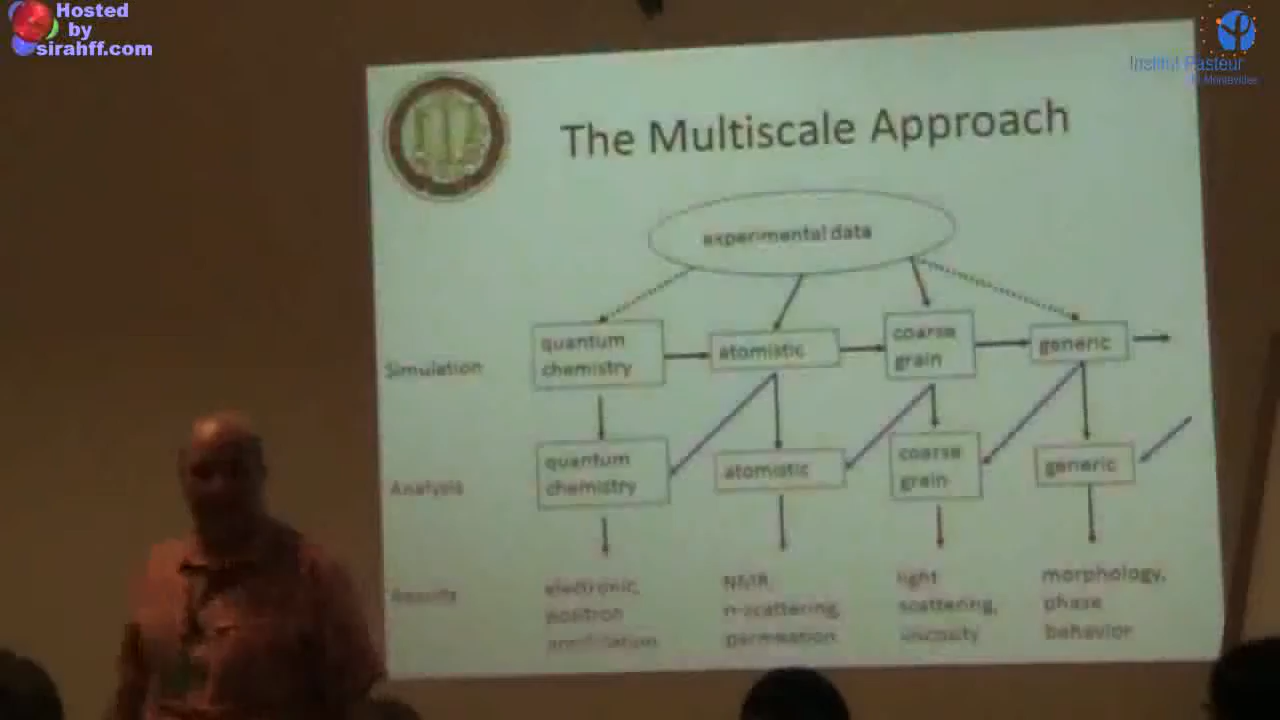 Hosted
by
sirahff.com
Institut Pasteur
de Montevideo
The Multiscale Approach
experimental data
Simulation
quantum
chemistry
atomistic
coarse
grain
generic
Analysis
quantum
chemistry
atomistic
coarse
grain
generic
Results
electronic,
positron
annihilation
NMR,
n-scattering,
permeation
light
scattering,
viscosity
morphology,
phase
behavior